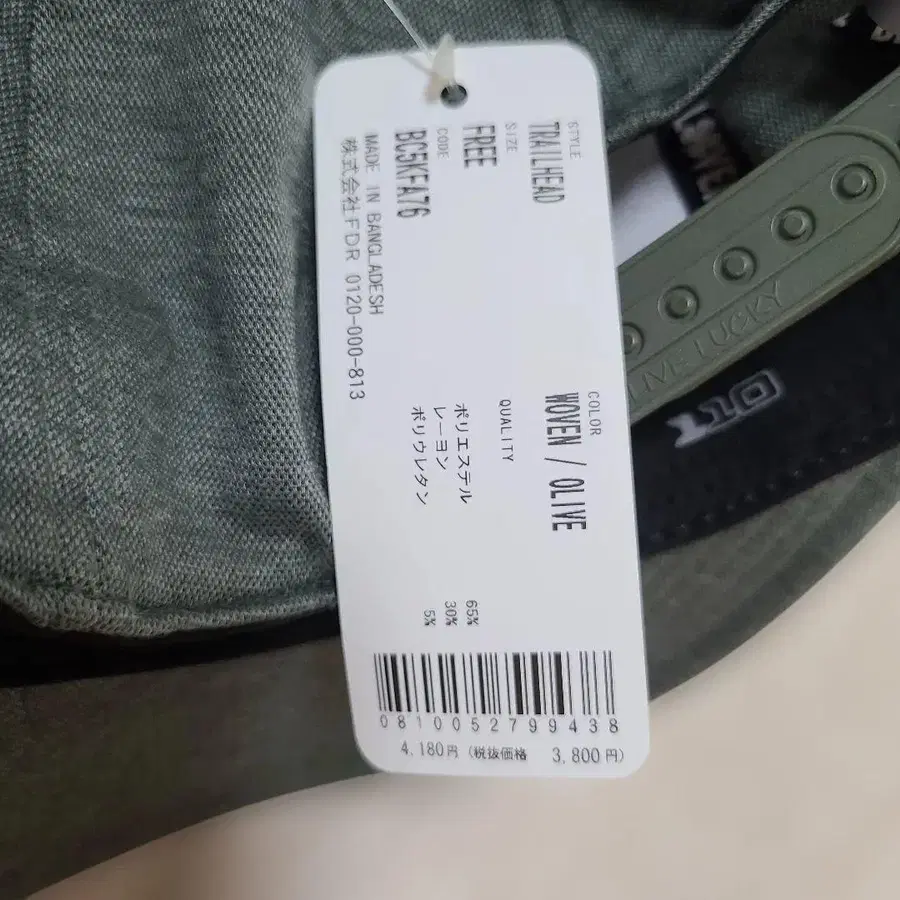 STYLE
TRAILHEAD
SIZE
FREE
CODE
BC5KFA76
MADE IN BANGLADESH
株式会社FDR 0120-000-813
COLOR
WOVEN / OLIVE
QUALITY
ポリエステル 65%
レーヨン 30%
ポリウレタン 5%
0810052799438
4,180円 (税抜価格 3,800円)
LIVE LUCKY
110